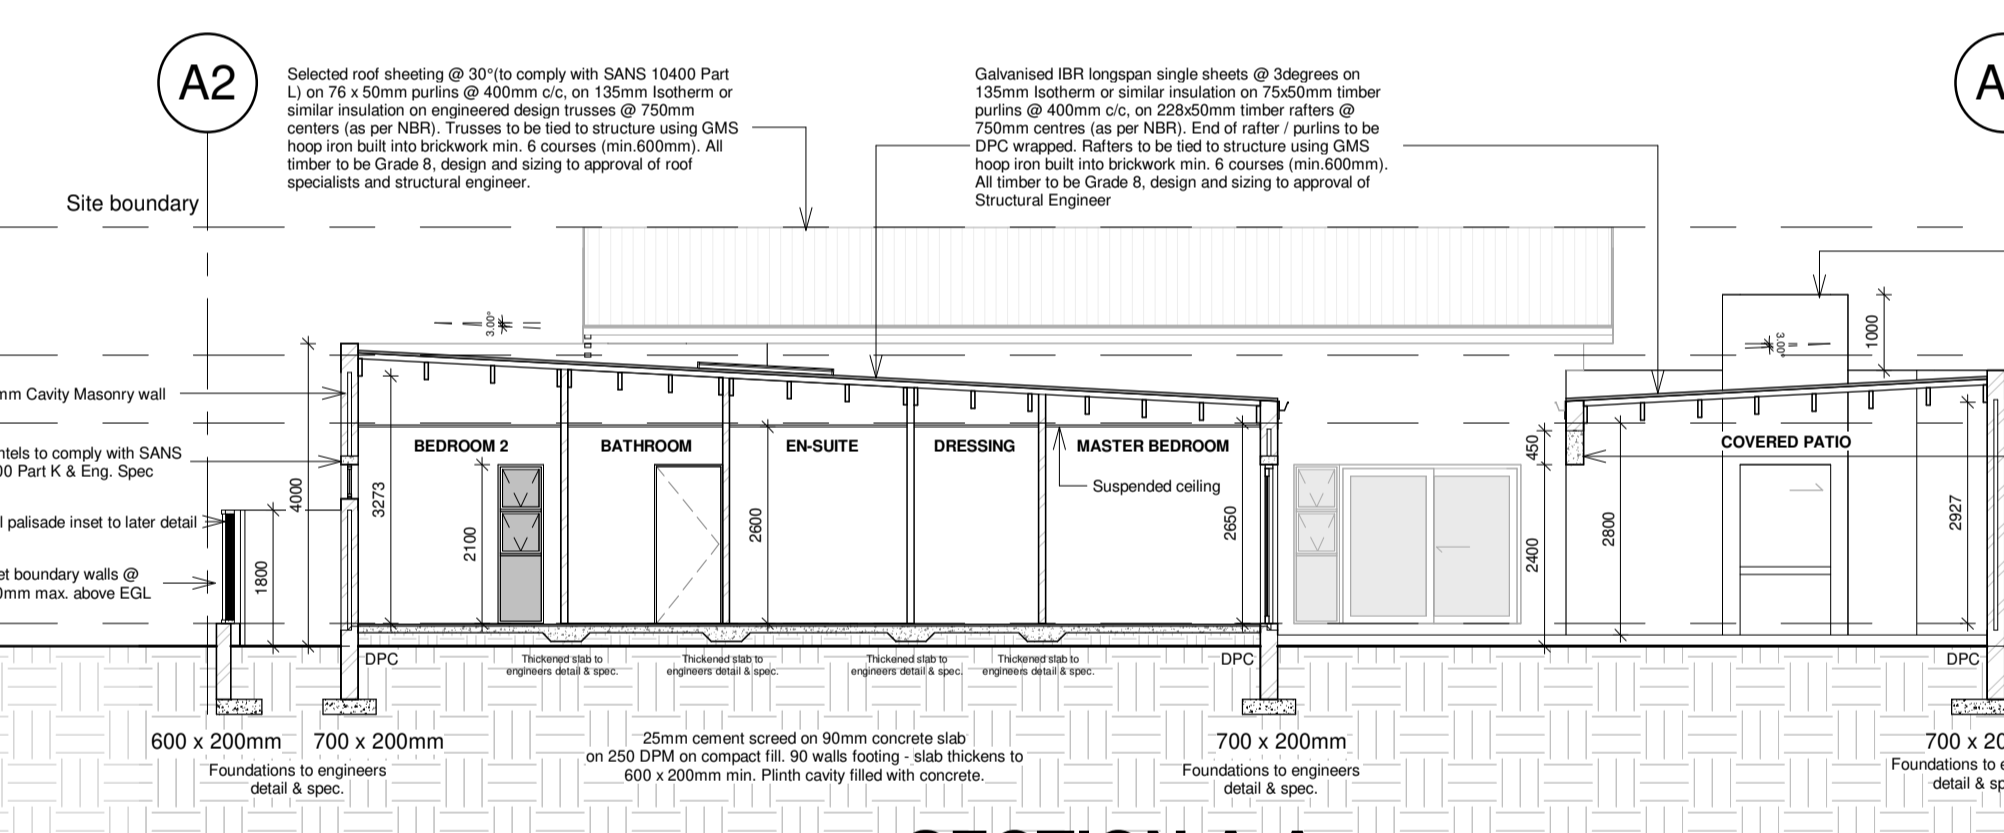 A2
Selected roof sheeting @ 30°(to comply with SANS 10400 Part
L) on 76 x 50mm purlins @ 400mm c/c, on 135mm Isotherm or
similar insulation on engineered design trusses @ 750mm
centers (as per NBR). Trusses to be tied to structure using GMS
hoop iron built into brickwork min. 6 courses (min.600mm). All
timber to be Grade 8, design and sizing to approval of roof
specialists and structural engineer.
Galvanised IBR longspan single sheets @ 3degrees on
135mm Isotherm or similar insulation on 75x50mm timber
purlins @ 400mm c/c, on 228x50mm timber rafters @
750mm centres (as per NBR). End of rafter / purlins to be
DPC wrapped. Rafters to be tied to structure using GMS
hoop iron built into brickwork min. 6 courses (min.600mm).
All timber to be Grade 8, design and sizing to approval of
Structural Engineer
A
Site boundary
3.00°
3.00°
1000
mm Cavity Masonry wall
ntels to comply with SANS
00 Part K & Eng. Spec
l palisade inset to later detail
et boundary walls @
0mm max. above EGL
BEDROOM 2
BATHROOM
EN-SUITE
DRESSING
MASTER BEDROOM
COVERED PATIO
Suspended ceiling
1800
4000
3273
2100
2600
2650
450
2400
2800
2927
DPC
Thickened slab to
engineers detail & spec.
Thickened slab to
engineers detail & spec.
Thickened slab to
engineers detail & spec.
Thickened slab to
engineers detail & spec.
DPC
DPC
600 x 200mm
700 x 200mm
Foundations to engineers
detail & spec.
25mm cement screed on 90mm concrete slab
on 250 DPM on compact fill. 90 walls footing - slab thickens to
600 x 200mm min. Plinth cavity filled with concrete.
700 x 200mm
Foundations to engineers
detail & spec.
700 x 20
Foundations to e
detail & sp
SECTION A-A